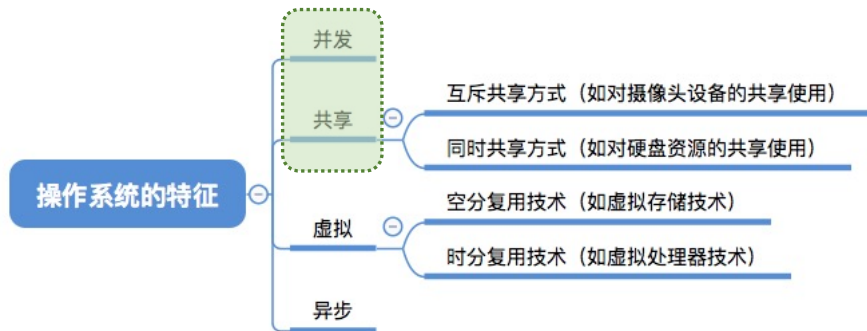 并发
共享
互斥共享方式（如对摄像头设备的共享使用）
同时共享方式（如对硬盘资源的共享使用）
操作系统的特征
虚拟
空分复用技术（如虚拟存储技术）
时分复用技术（如虚拟处理器技术）
异步